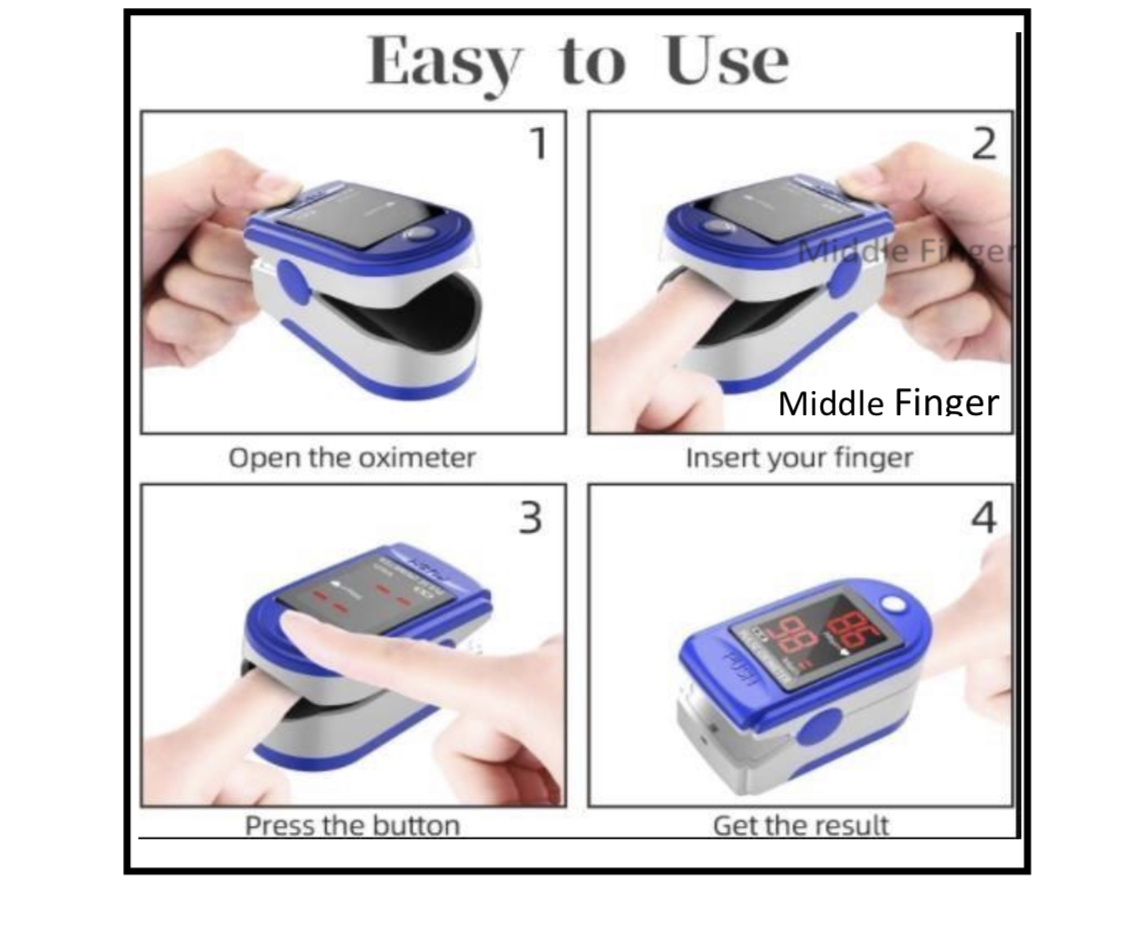 Easy to Use
1
2
Middle Finger
Middle Finger
Open the oximeter
Insert your finger
3
4
PUSH
98
86
PUSH
Press the button
Get the result